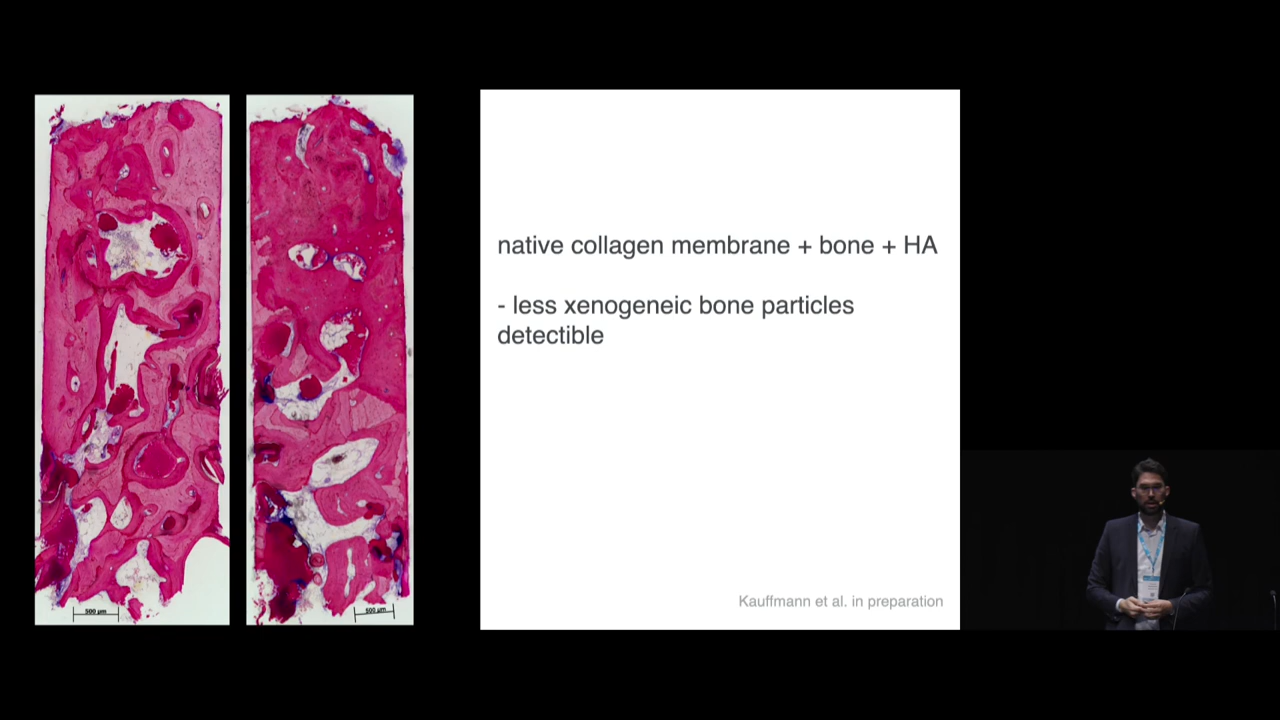 native collagen membrane + bone + HA
- less xenogeneic bone particles
detectible
Kauffmann et al. in preparation
500 µm
500 µm